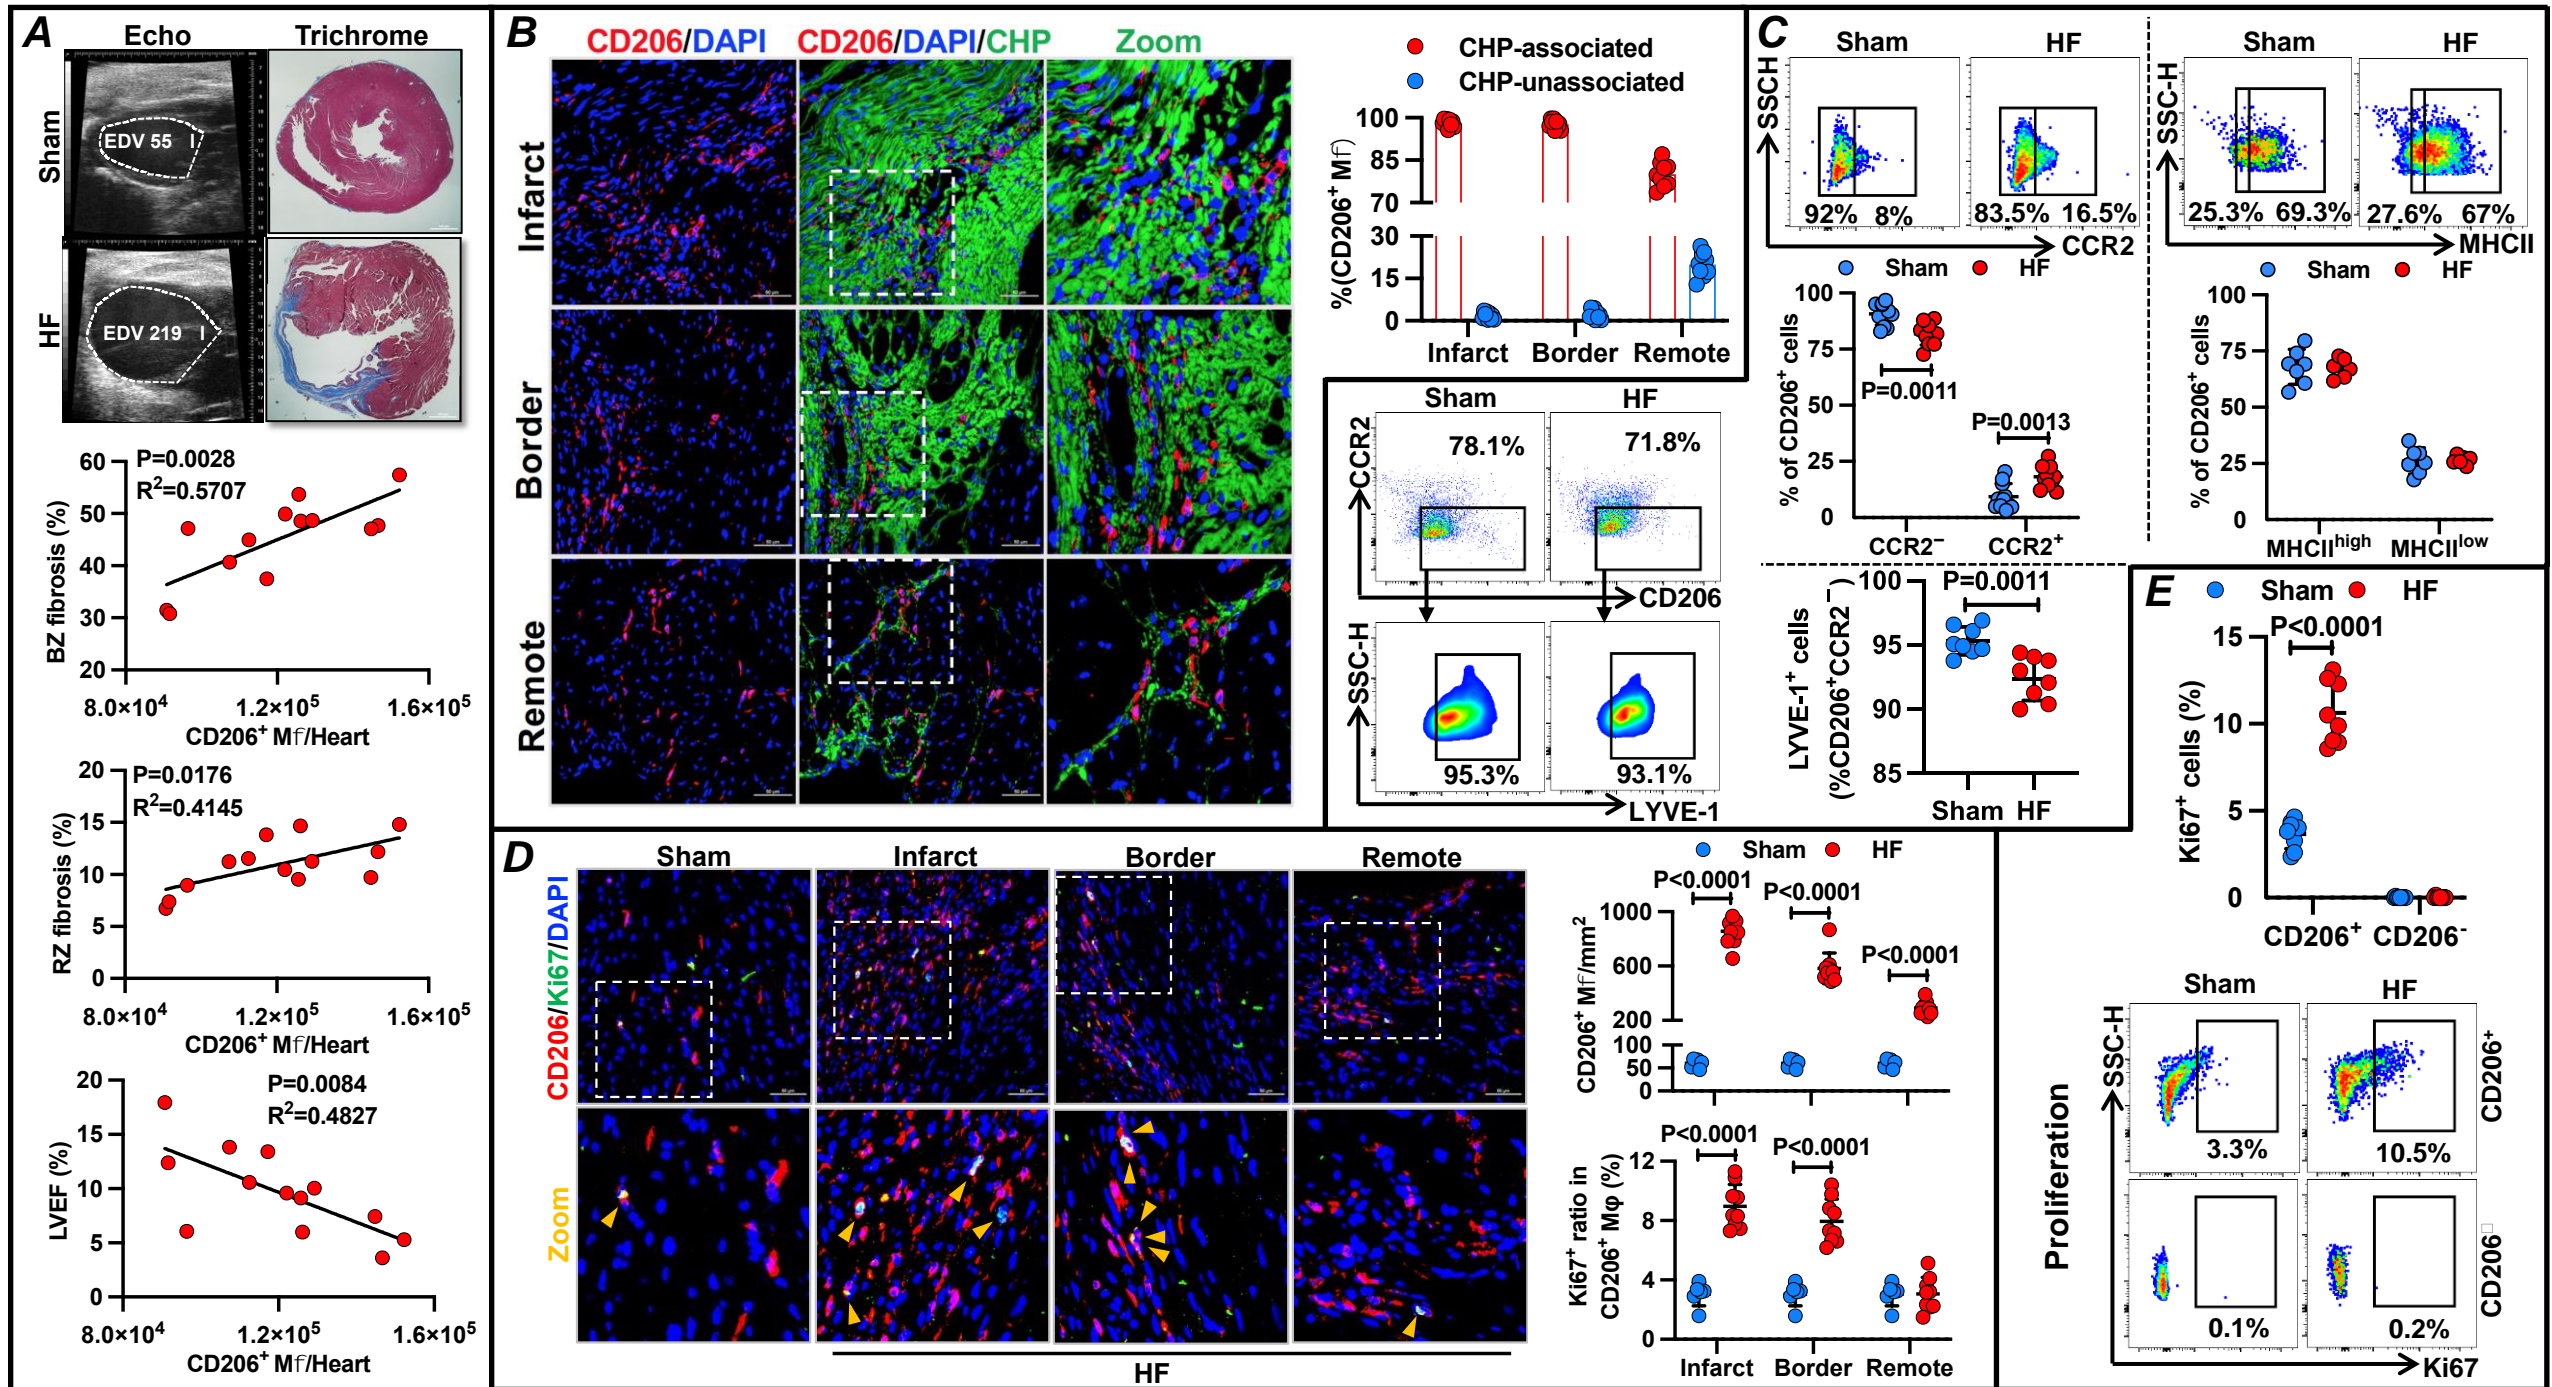 A
Echo
Trichrome
Sham
EDV 55 l
HF
EDV 219 l
P=0.0028
R²=0.5707
BZ fibrosis (%)
60
50
40
30
20
8.0×10⁴
1.2×10⁵
1.6×10⁵
CD206⁺ Mf/Heart
P=0.0176
R²=0.4145
RZ fibrosis (%)
20
15
10
5
0
8.0×10⁴
1.2×10⁵
1.6×10⁵
CD206⁺ Mf/Heart
P=0.0084
R²=0.4827
LVEF (%)
20
15
10
5
0
8.0×10⁴
1.2×10⁵
1.6×10⁵
CD206⁺ Mf/Heart
B
CD206/DAPI
CD206/DAPI/CHP
Zoom
Infarct
Border
Remote
CHP-associated
CHP-unassociated
%(CD206⁺ Mf)
100
85
70
30
15
0
Infarct Border Remote
C
Sham
HF
SSCH
92% 8%
83.5% 16.5%
CCR2
Sham
HF
SSC-H
25.3% 69.3%
27.6% 67%
MHCII
Sham HF
% of CD206⁺ cells
100
75
50
25
0
P=0.0011
P=0.0013
CCR2⁻ CCR2⁺
Sham HF
% of CD206⁺ cells
100
75
50
25
0
MHCIIʰⁱᵍʰ MHCIIˡᵒʷ
Sham
HF
CCR2
78.1%
71.8%
CD206
SSC-H
95.3%
93.1%
LYVE-1
LYVE-1⁺ cells
(%CD206⁺CCR2⁻)
100
95
90
85
P=0.0011
Sham HF
D
Sham
Infarct
Border
Remote
CD206/Ki67/DAPI
Zoom
HF
Sham HF
CD206⁺ Mf/mm²
1000
600
200
100
50
0
P<0.0001
P<0.0001
P<0.0001
Ki67⁺ ratio in
CD206⁺ Mφ (%)
12
8
4
0
P<0.0001
P<0.0001
Infarct Border Remote
E
Sham HF
Ki67⁺ cells (%)
15
10
5
0
P<0.0001
CD206⁺ CD206⁻
Sham
HF
Proliferation
SSC-H
3.3%
10.5%
CD206⁺
0.1%
0.2%
CD206□
Ki67